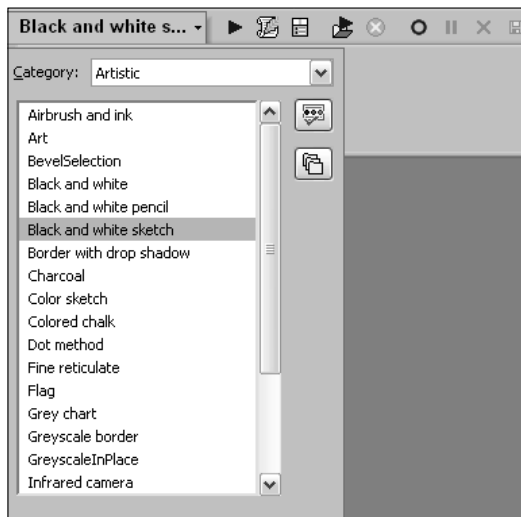 Black and white s...
Category: Artistic
Airbrush and ink
Art
BevelSelection
Black and white
Black and white pencil
Black and white sketch
Border with drop shadow
Charcoal
Color sketch
Colored chalk
Dot method
Fine reticulate
Flag
Grey chart
Greyscale border
GreyscaleInPlace
Infrared camera